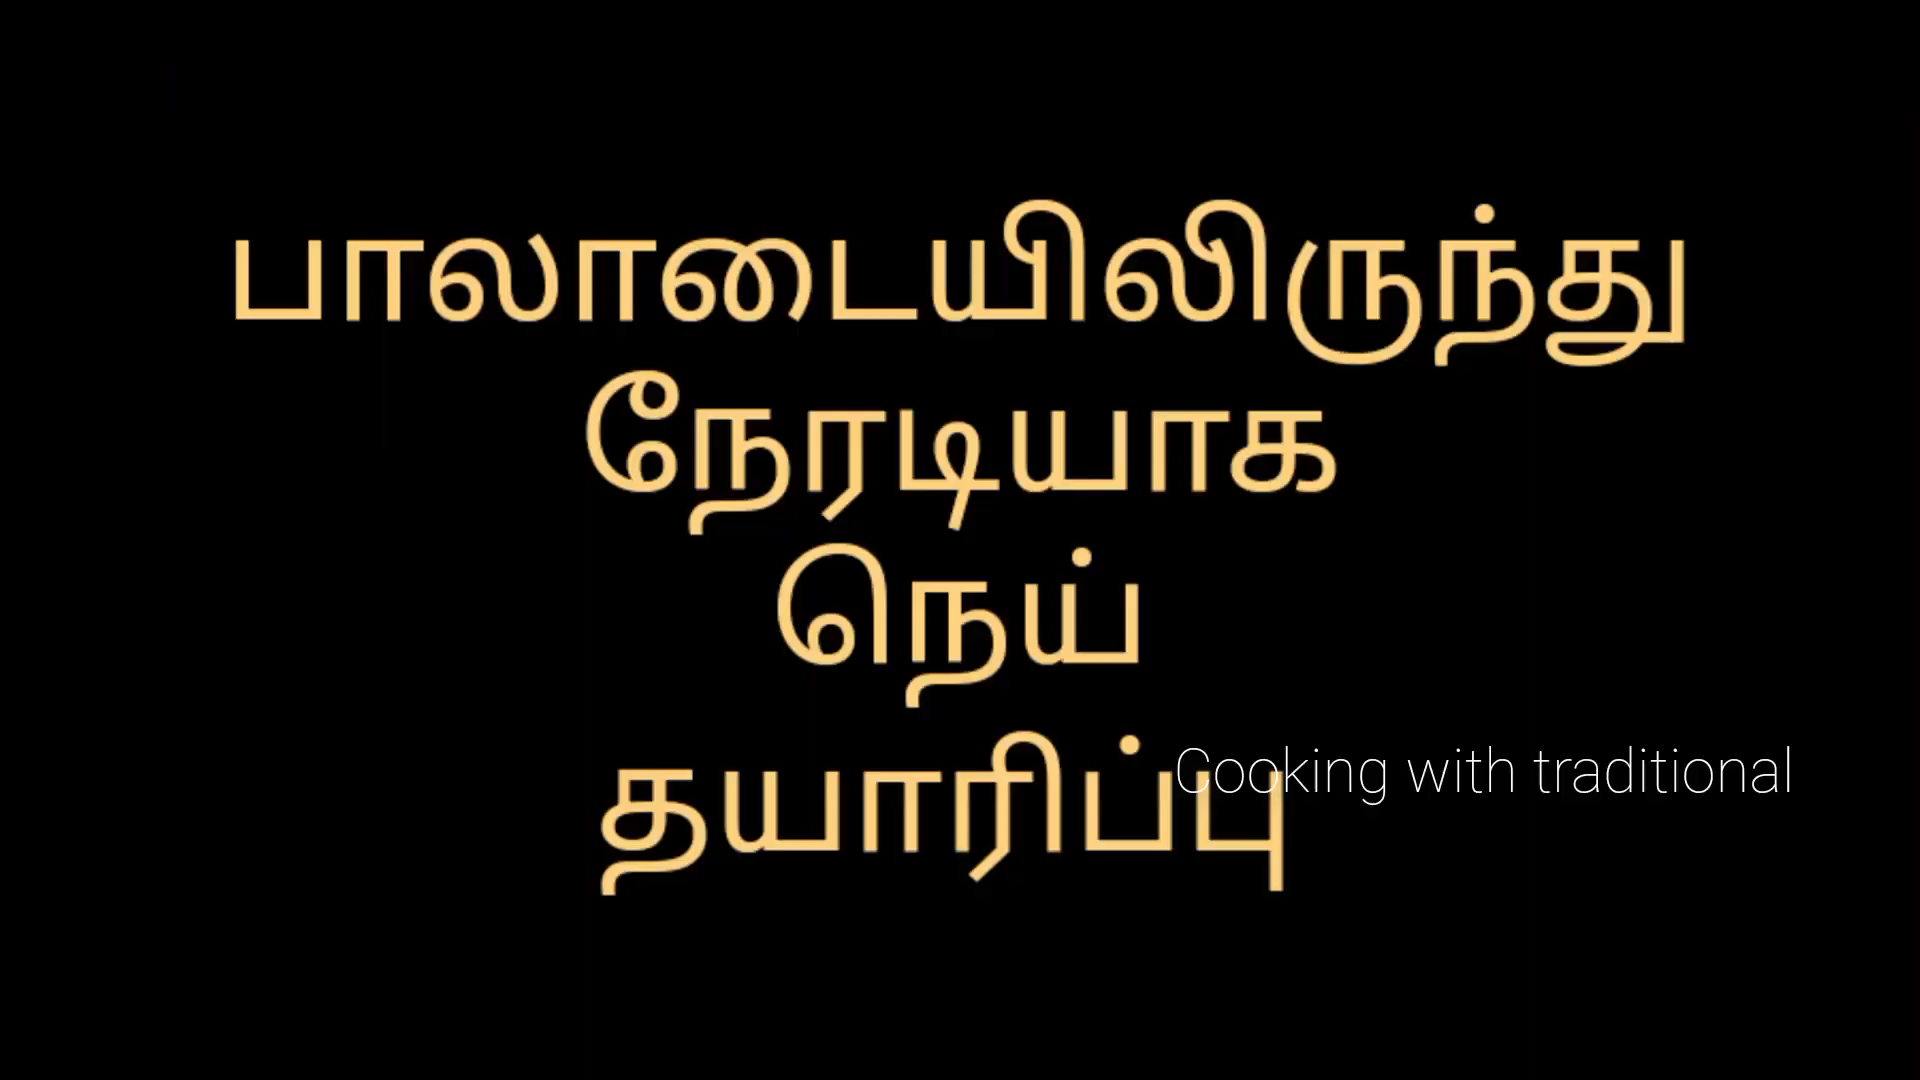 பாலாடையிலிருந்து
நேரடியாக
நெய்
தயாரிப்பு
Cooking with traditional